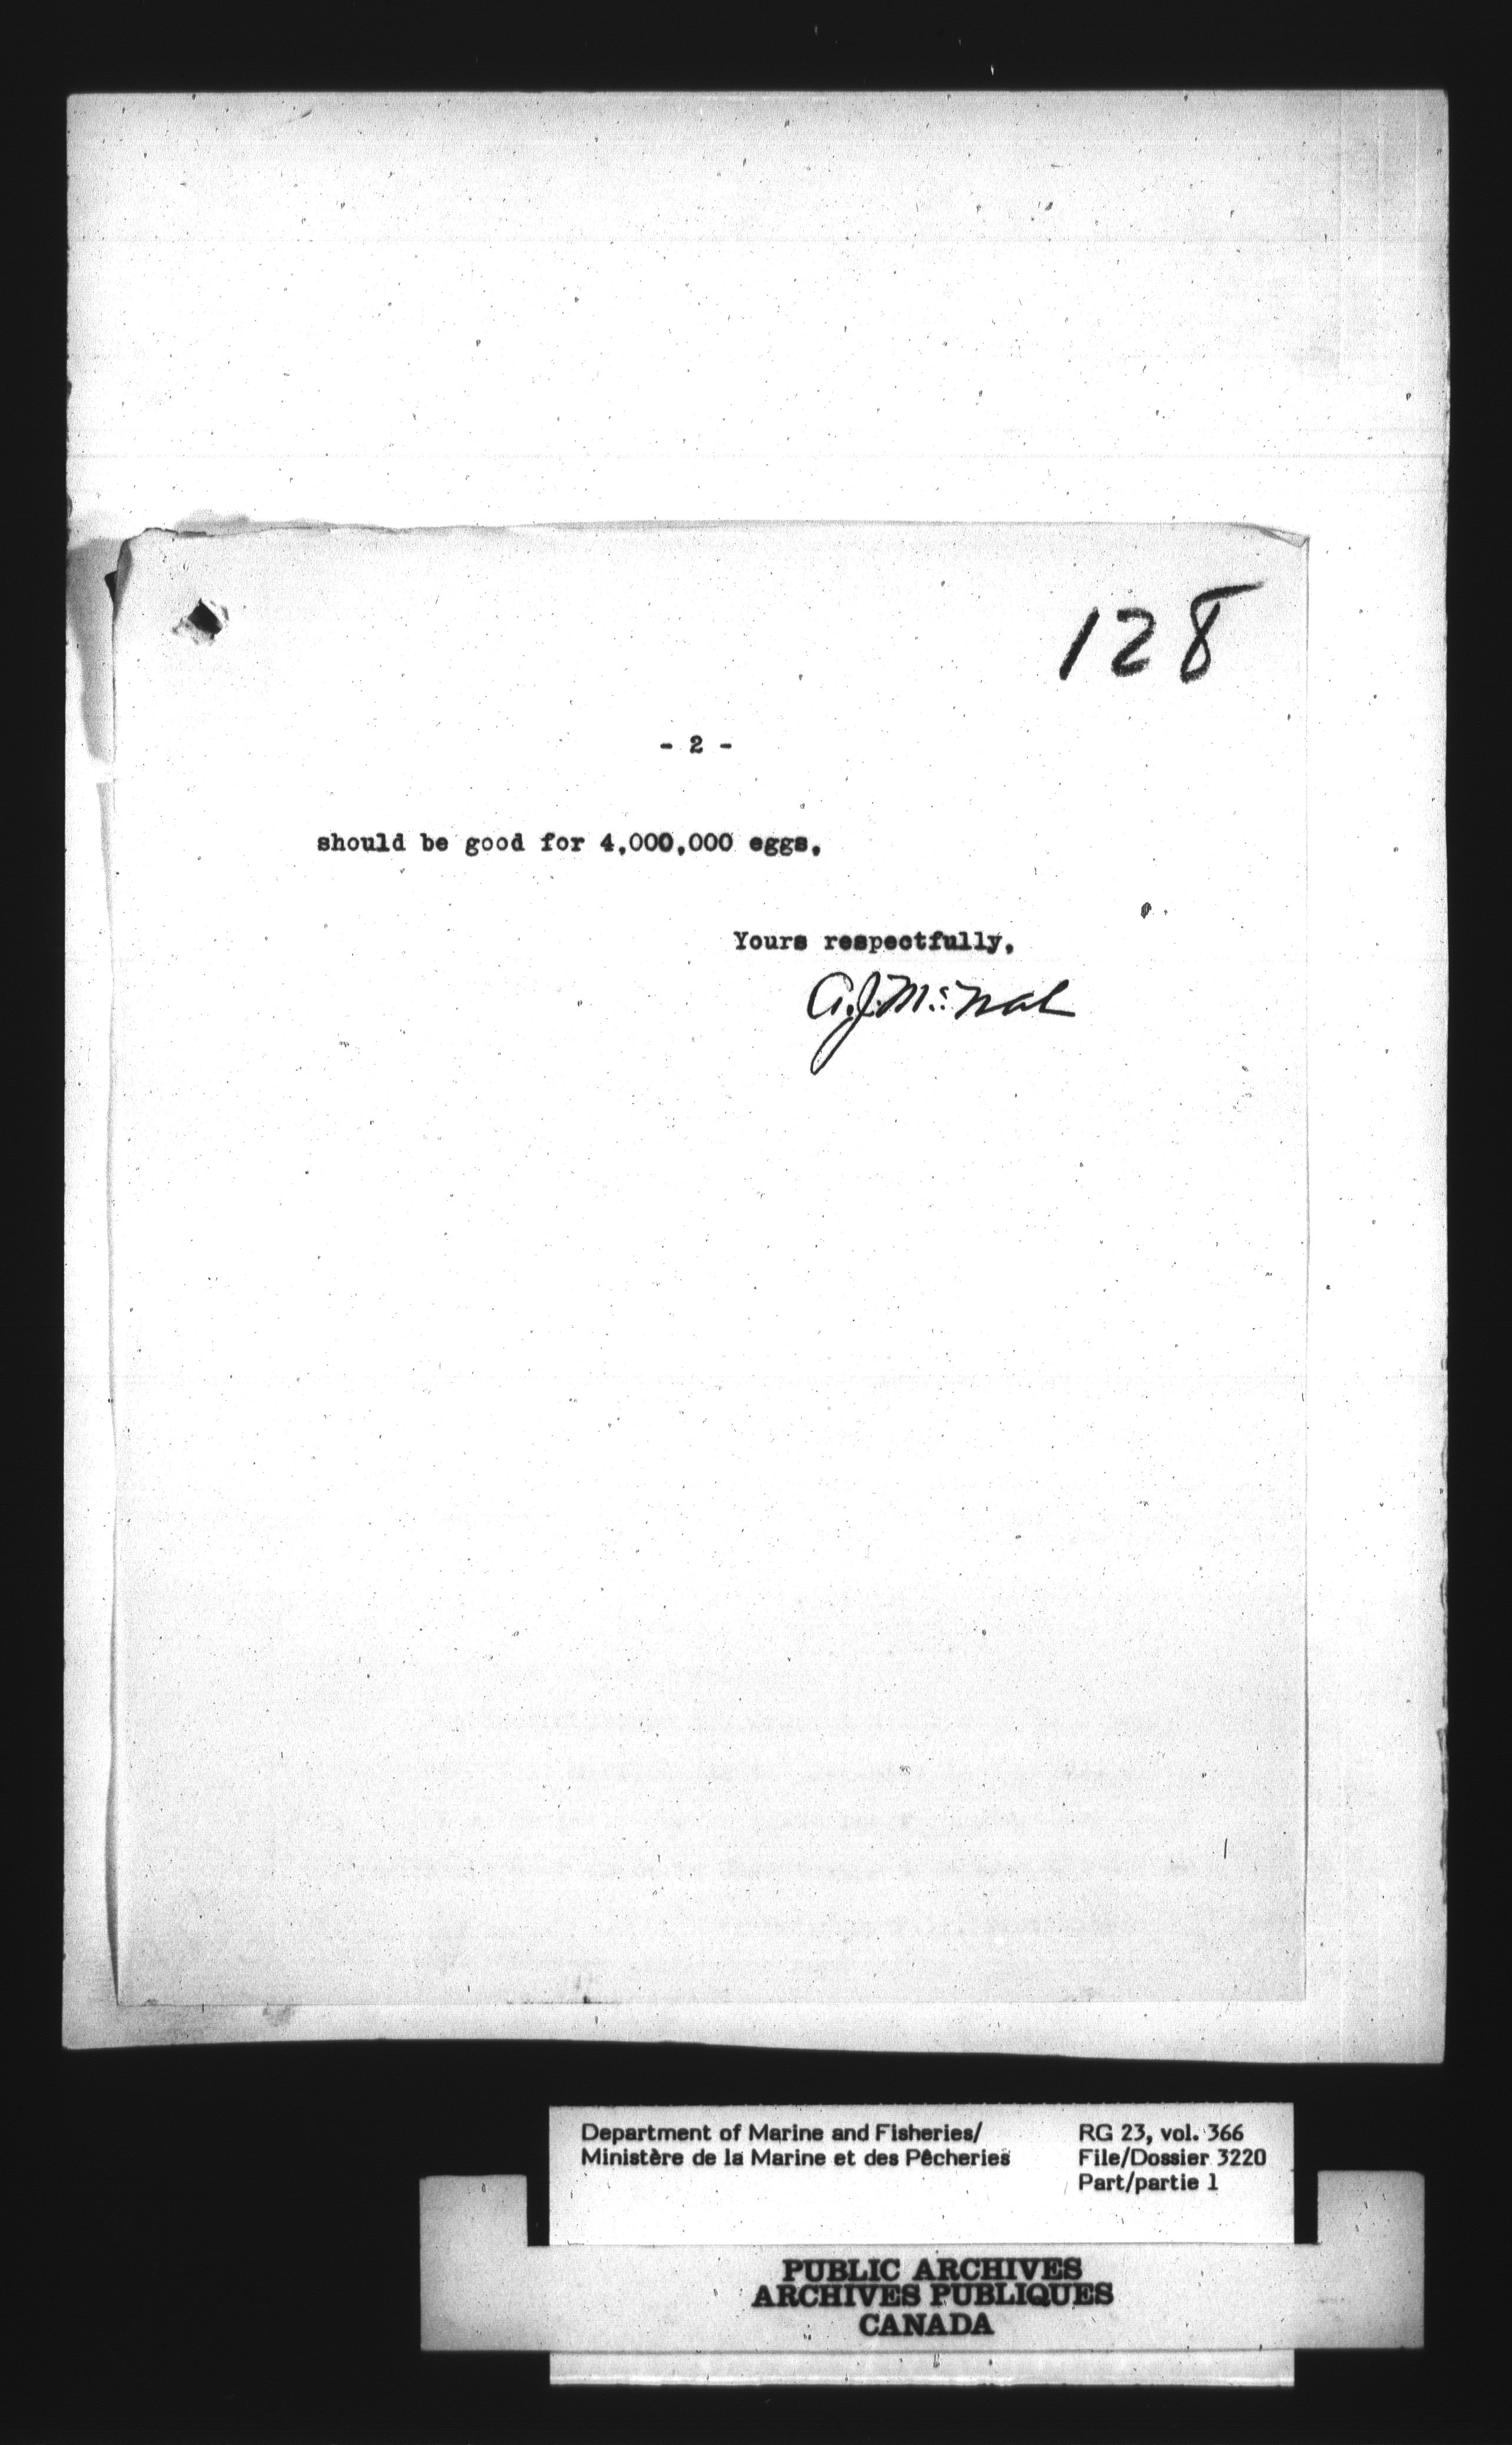 128
- 2 -
should be good for 4,000,000 eggs.
Yours respectfully,
A.J. McNab
Department of Marine and Fisheries/
Ministère de la Marine et des Pêcheries
RG 23, vol. 366
File/Dossier 3220
Part/partie 1
PUBLIC ARCHIVES
ARCHIVES PUBLIQUES
CANADA